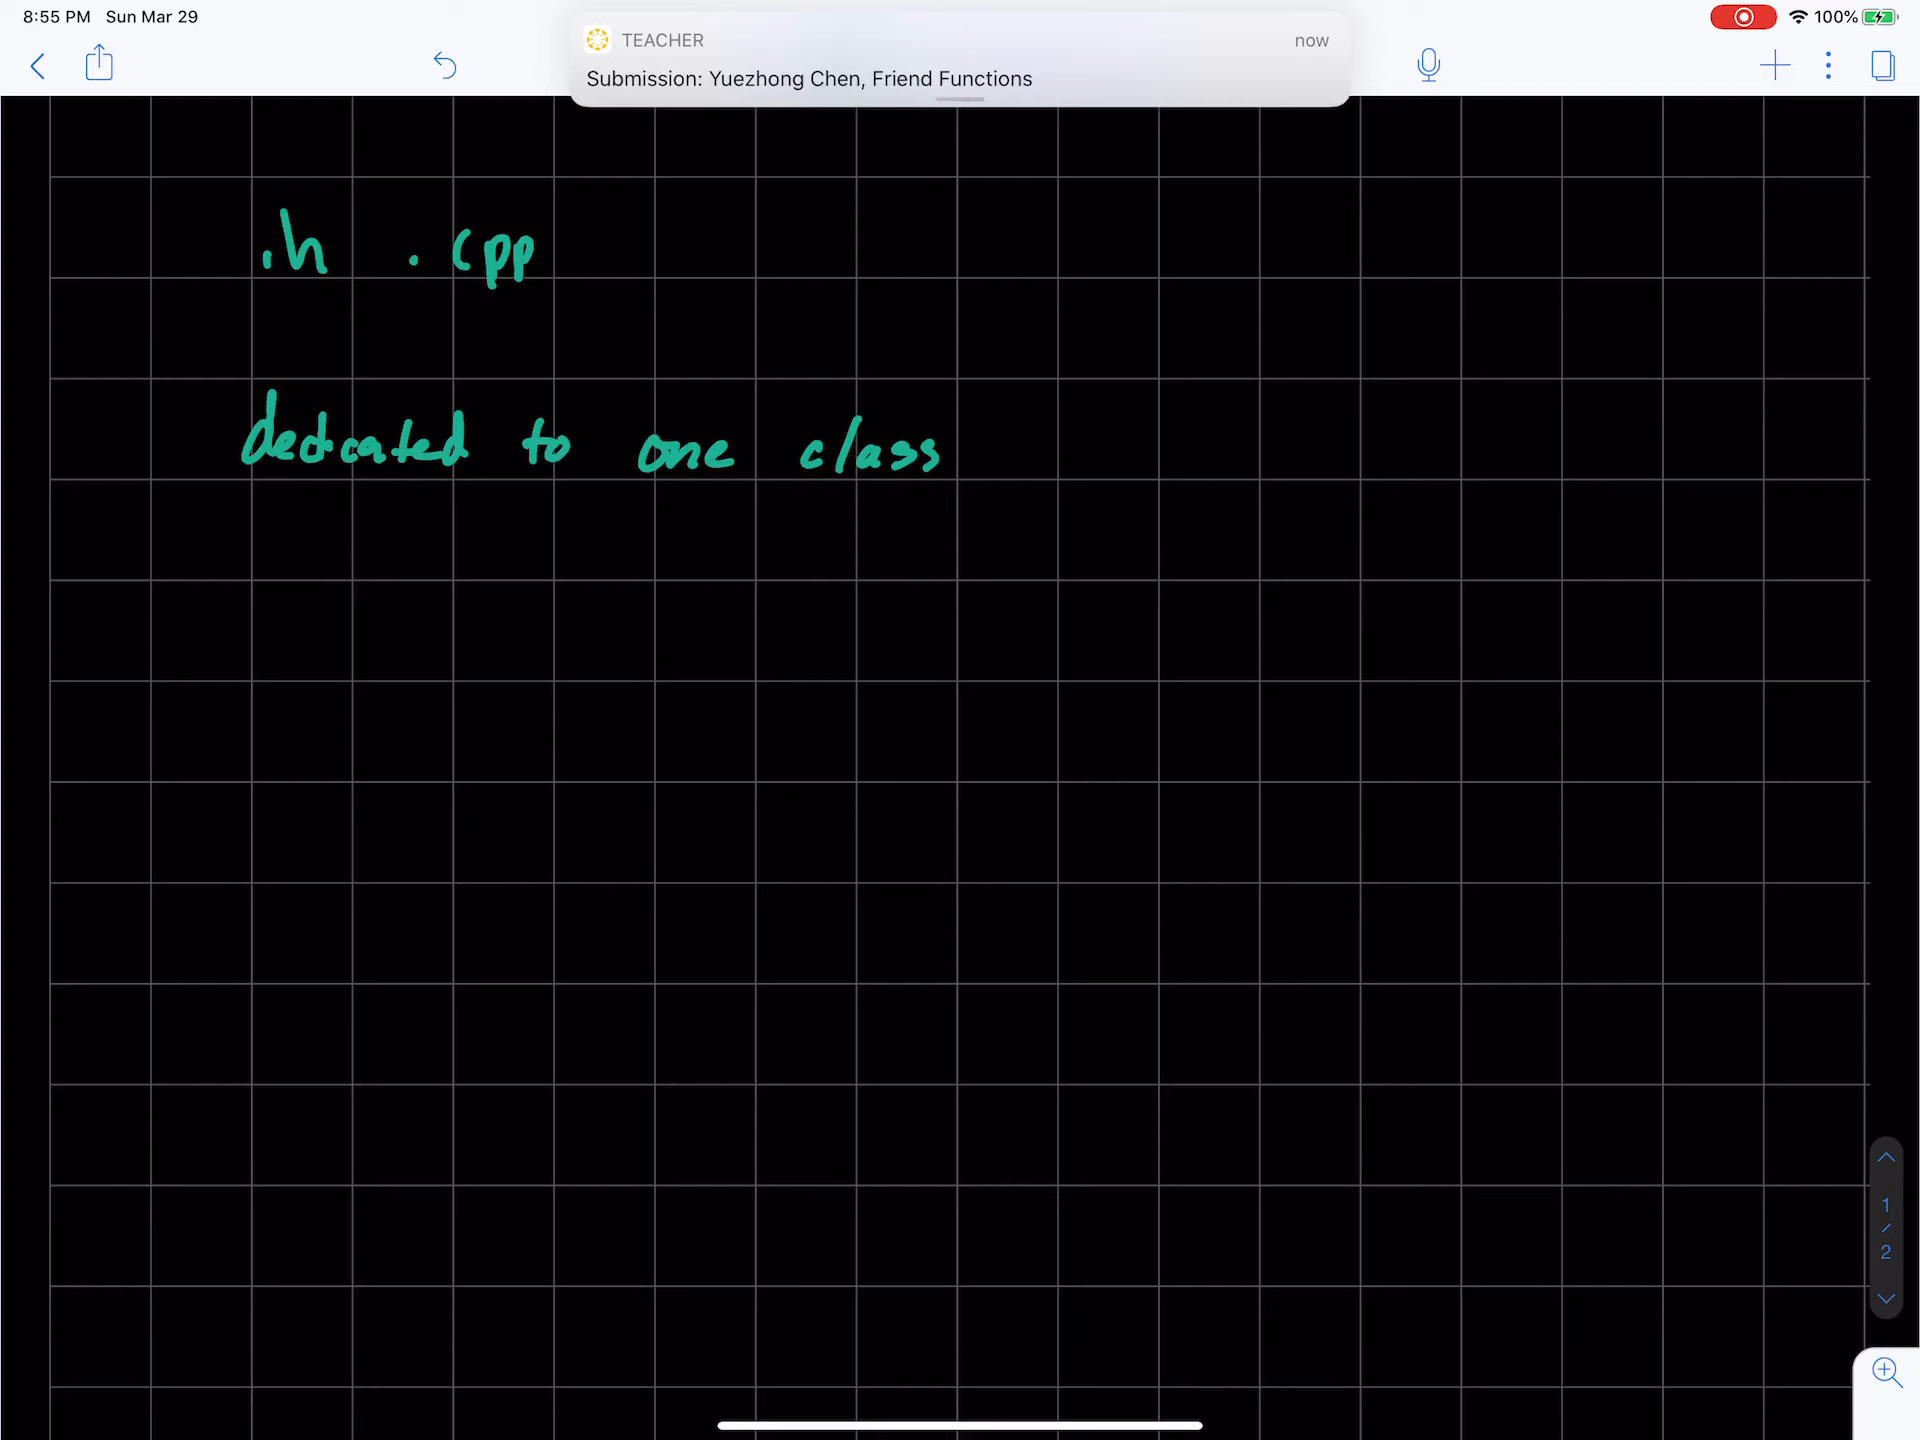 8:55 PM Sun Mar 29
100%
TEACHER
now
Submission: Yuezhong Chen, Friend Functions
.h .cpp
dedicated to one class
1
/
2